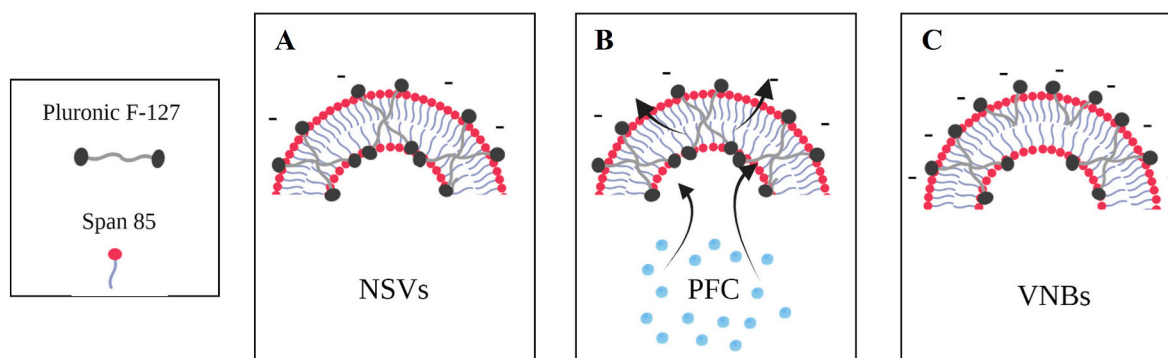 Pluronic F-127
Span 85
A
NSVs
B
PFC
C
VNBs